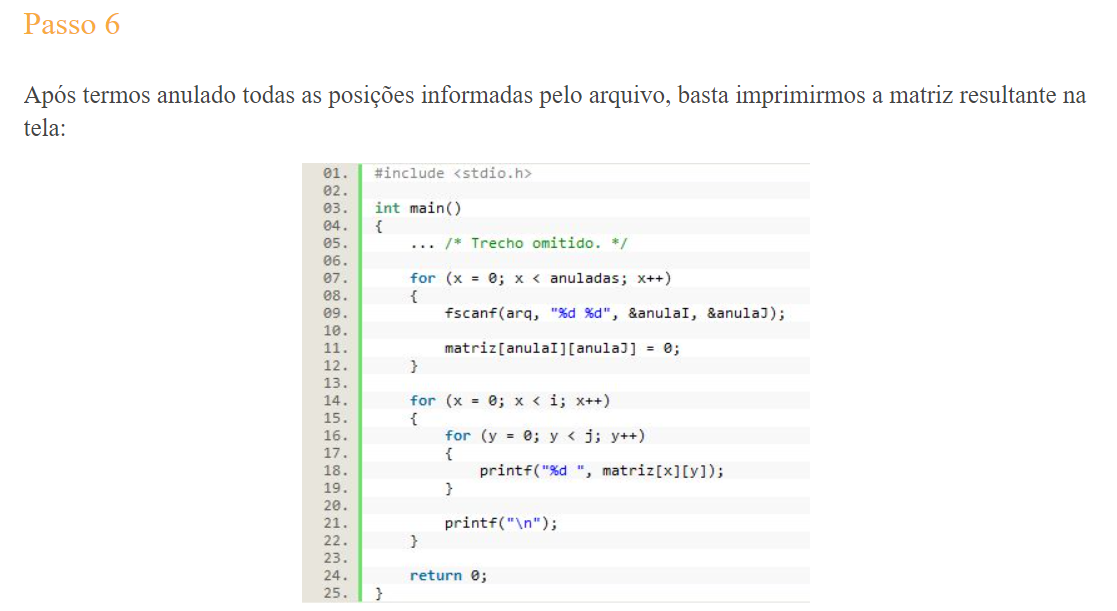 Passo 6
Após termos anulado todas as posições informadas pelo arquivo, basta imprimirmos a matriz resultante na
tela:
01. #include <stdio.h>
02.
03. int main()
04. {
05.     ... /* Trecho omitido. */
06.
07.     for (x = 0; x < anuladas; x++)
08.     {
09.         fscanf(arq, "%d %d", &anulaI, &anulaJ);
10.
11.         matriz[anulaI][anulaJ] = 0;
12.     }
13.
14.     for (x = 0; x < i; x++)
15.     {
16.         for (y = 0; y < j; y++)
17.         {
18.             printf("%d ", matriz[x][y]);
19.         }
20.
21.         printf("\n");
22.     }
23.
24.     return 0;
25. }